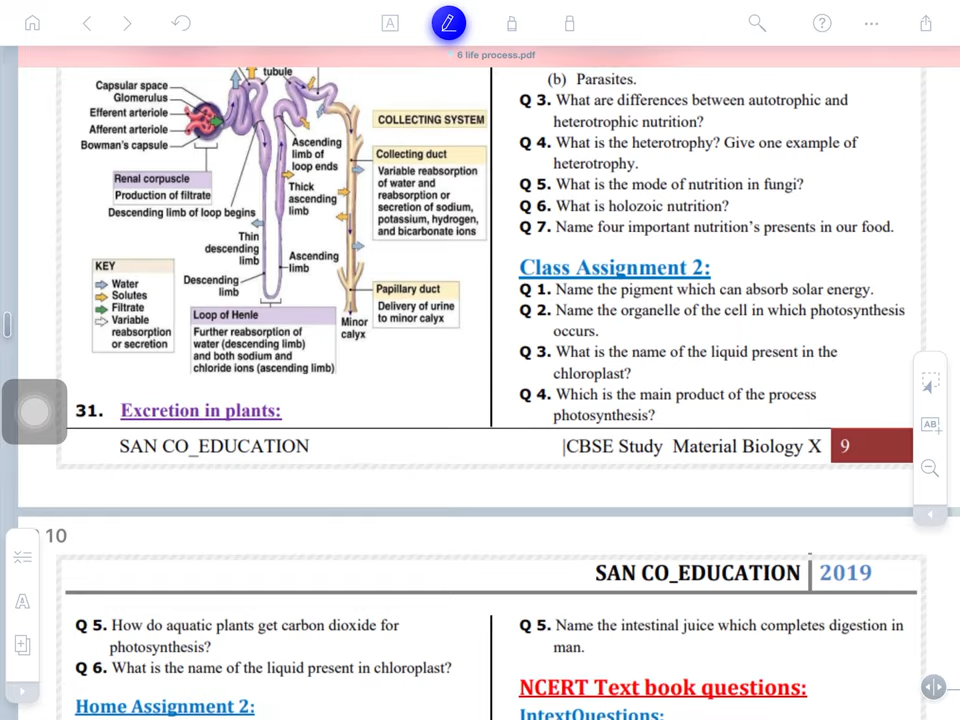 6 life process.pdf
tubule
Capsular space
Glomerulus
Efferent arteriole
Afferent arteriole
Bowman's capsule
Renal corpuscle
Production of filtrate
Descending limb of loop begins
Ascending
limb of
loop ends
Thick
ascending
limb
Thin
descending
limb
Descending
limb
Ascending
limb
KEY
Water
Solutes
Filtrate
Variable
reabsorption
or secretion
Loop of Henle
Further reabsorption of
water (descending limb)
and both sodium and
chloride ions (ascending limb)
COLLECTING SYSTEM
Collecting duct
Variable reabsorption
of water and
reabsorption or
secretion of sodium,
potassium, hydrogen,
and bicarbonate ions
Papillary duct
Delivery of urine
to minor calyx
Minor
calyx
31. Excretion in plants:
(b) Parasites.
Q 3. What are differences between autotrophic and
heterotrophic nutrition?
Q 4. What is the heterotrophy? Give one example of
heterotrophy.
Q 5. What is the mode of nutrition in fungi?
Q 6. What is holozoic nutrition?
Q 7. Name four important nutrition's presents in our food.
Class Assignment 2:
Q 1. Name the pigment which can absorb solar energy.
Q 2. Name the organelle of the cell in which photosynthesis
occurs.
Q 3. What is the name of the liquid present in the
chloroplast?
Q 4. Which is the main product of the process
photosynthesis?
SAN CO_EDUCATION |CBSE Study Material Biology X 9
10
SAN CO_EDUCATION 2019
Q 5. How do aquatic plants get carbon dioxide for
photosynthesis?
Q 6. What is the name of the liquid present in chloroplast?
Home Assignment 2:
Q 5. Name the intestinal juice which completes digestion in
man.
NCERT Text book questions:
IntextQuestions: